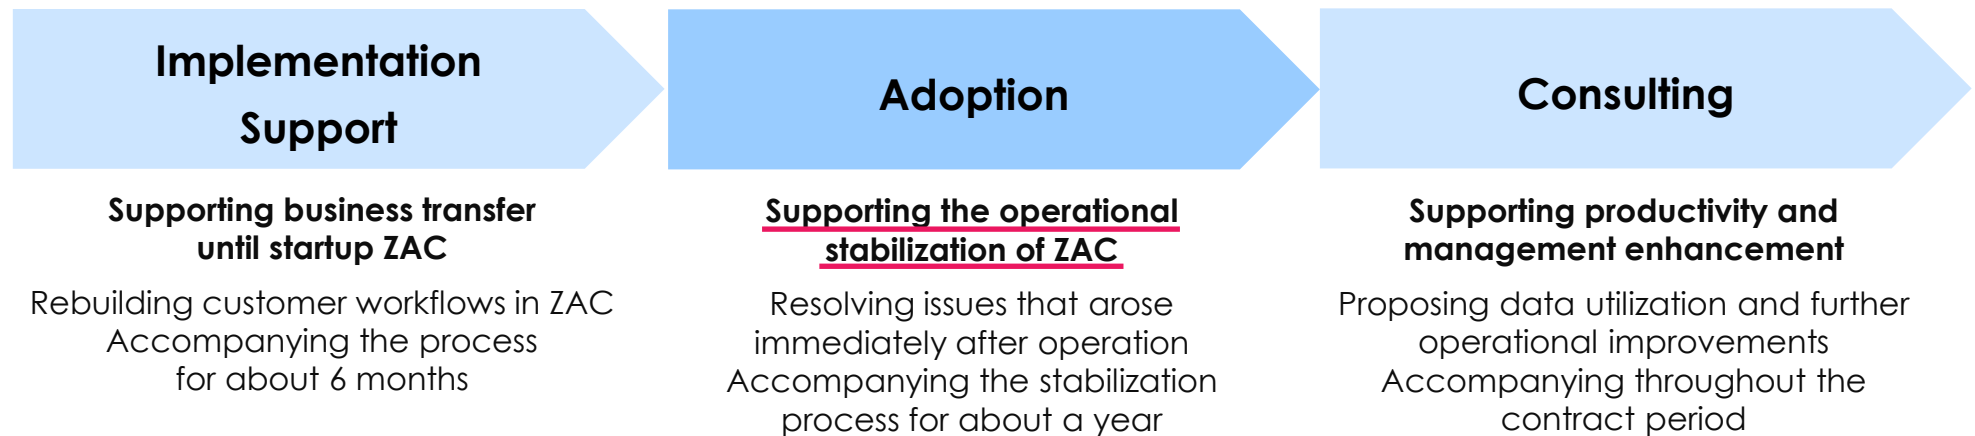 Implementation
Support
Supporting business transfer
until startup ZAC
Rebuilding customer workflows in ZAC
Accompanying the process
for about 6 months
Adoption
Supporting the operational
stabilization of ZAC
Resolving issues that arose
immediately after operation
Accompanying the stabilization
process for about a year
Consulting
Supporting productivity and
management enhancement
Proposing data utilization and further
operational improvements
Accompanying throughout the
contract period